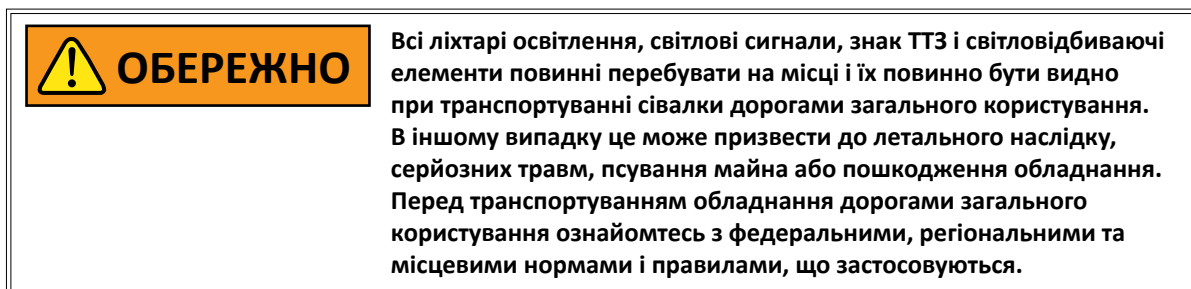 ОБЕРЕЖНО
Всі ліхтарі освітлення, світлові сигнали, знак ТТЗ і світловідбиваючі
елементи повинні перебувати на місці і їх повинно бути видно
при транспортуванні сівалки дорогами загального користування.
В іншому випадку це може призвести до летального наслідку,
серйозних травм, псування майна або пошкодження обладнання.
Перед транспортуванням обладнання дорогами загального
користування ознайомтесь з федеральними, регіональними та
місцевими нормами і правилами, що застосовуються.